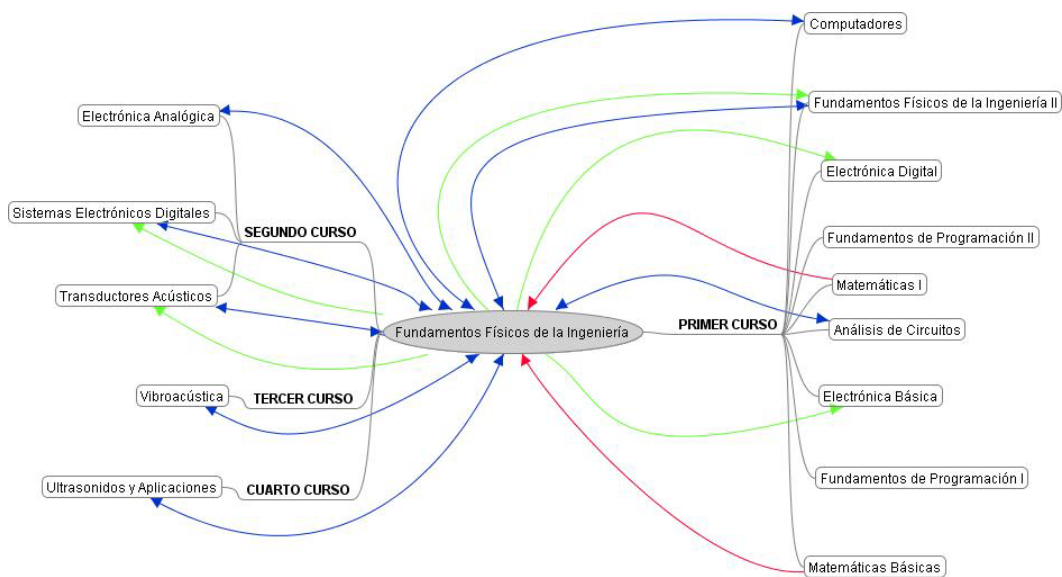 Computadores
Fundamentos Físicos de la Ingeniería II
Electrónica Analógica
Electrónica Digital
Sistemas Electrónicos Digitales
SEGUNDO CURSO
Fundamentos de Programación II
Matemáticas I
Transductores Acústicos
Fundamentos Físicos de la Ingeniería
PRIMER CURSO
Análisis de Circuitos
Vibroacústica
TERCER CURSO
Electrónica Básica
Fundamentos de Programación I
Ultrasonidos y Aplicaciones
CUARTO CURSO
Matemáticas Básicas